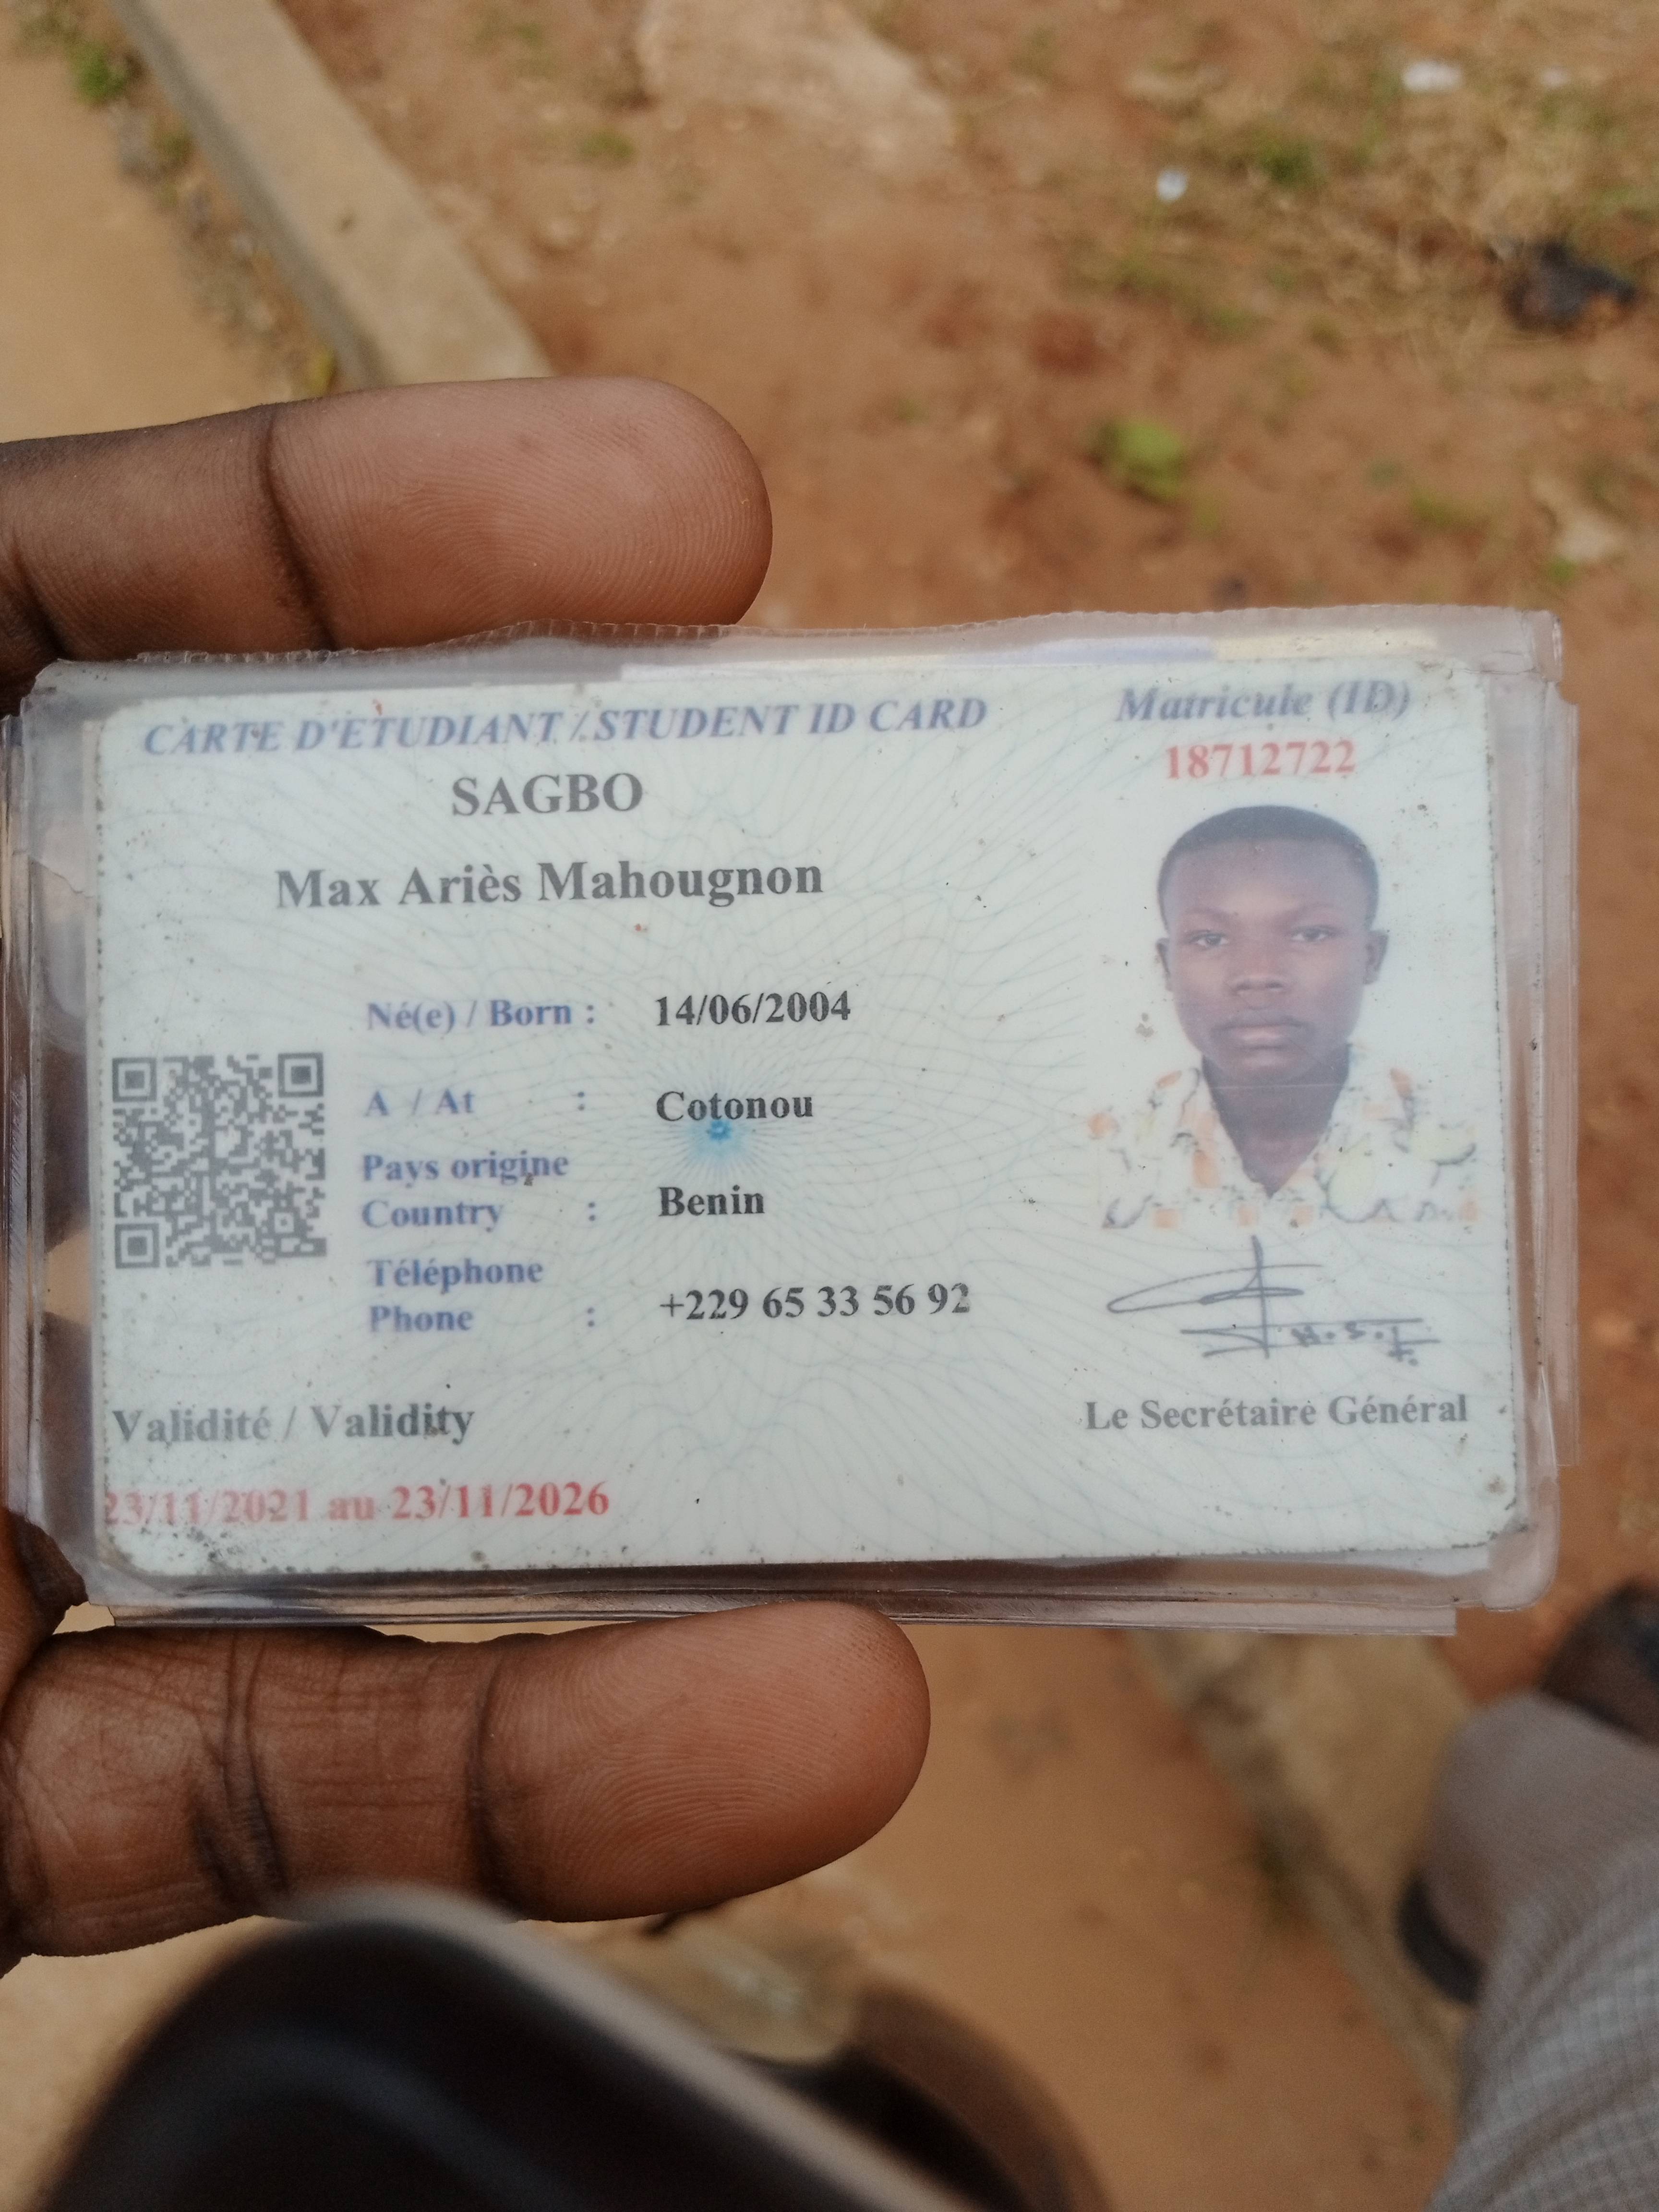 CARTE D'ETUDIANT / STUDENT ID CARD
Matricule (ID)
18712722
SAGBO
Max Ariès Mahougnon
Né(e) / Born : 14/06/2004
A / At : Cotonou
Pays origine
Country : Benin
Téléphone
Phone : +229 65 33 56 92
Validité / Validity
23/11/2021 au 23/11/2026
Le Secrétaire Général